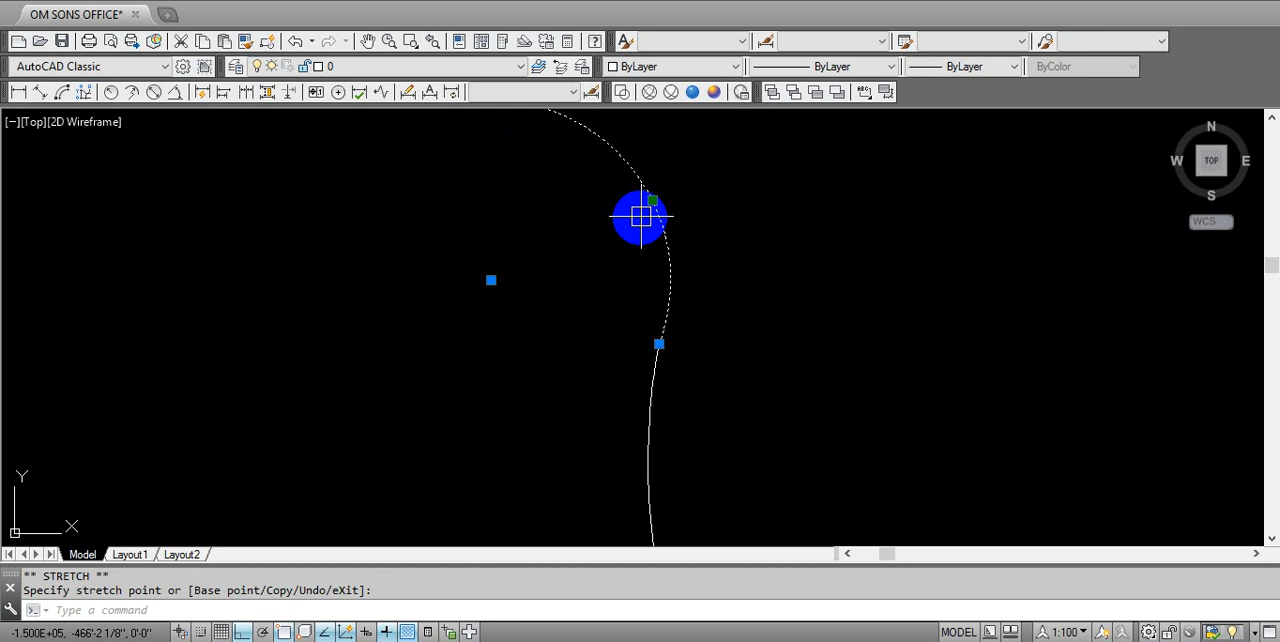 OM SONS OFFICE*
AutoCAD Classic
0
ByLayer
ByLayer
ByLayer
ByColor
[−][Top][2D Wireframe]
N
W TOP E
S
WCS
Y
X
Model Layout1 Layout2
** STRETCH **
Specify stretch point or [Base point/Copy/Undo/eXit]:
Type a command
-1.500E+05, -466'-2 1/8", 0'-0"
MODEL
1:100